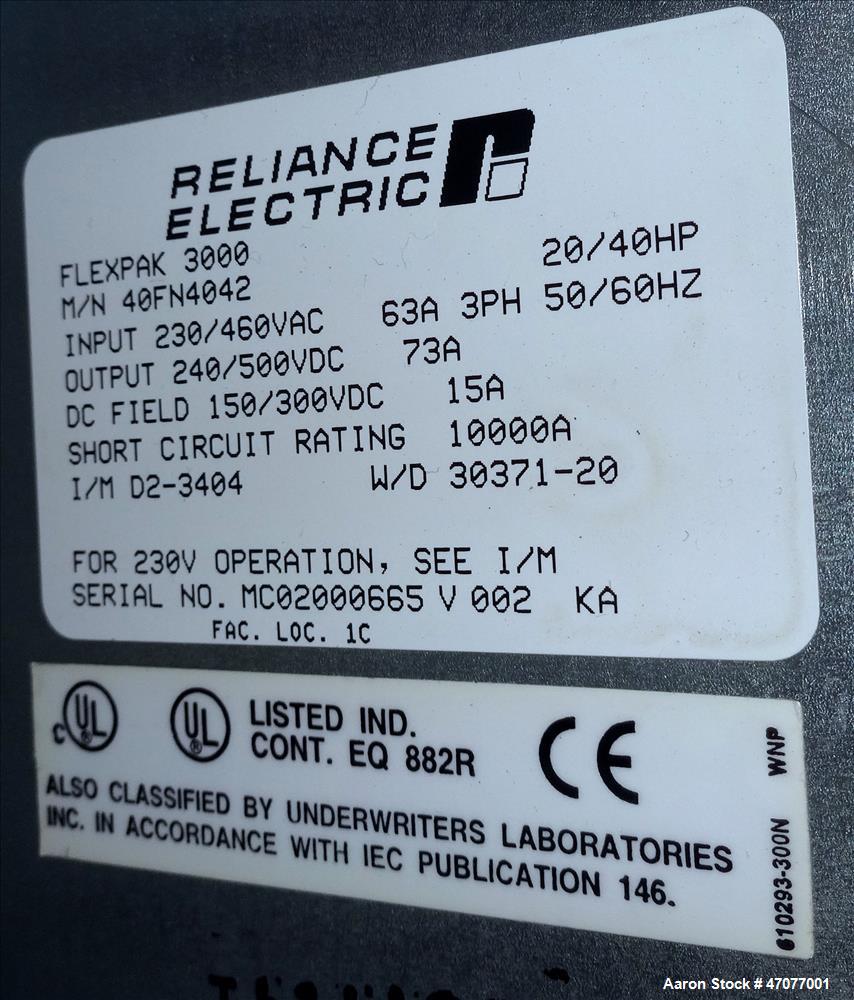 RELIANCE
ELECTRIC
FLEXPAK 3000 20/40HP
M/N 40FN4042
INPUT 230/460VAC 63A 3PH 50/60HZ
OUTPUT 240/500VDC 73A
DC FIELD 150/300VDC 15A
SHORT CIRCUIT RATING 10000A
I/M D2-3404 W/D 30371-20
FOR 230V OPERATION, SEE I/M
SERIAL NO. MC02000665 V 002 KA
FAC. LOC. 1C
C UL ® UL ® LISTED IND.
CONT. EQ 882R
CE
ALSO CLASSIFIED BY UNDERWRITERS LABORATORIES
INC. IN ACCORDANCE WITH IEC PUBLICATION 146.
610293-300N WNP
Aaron Stock # 47077001